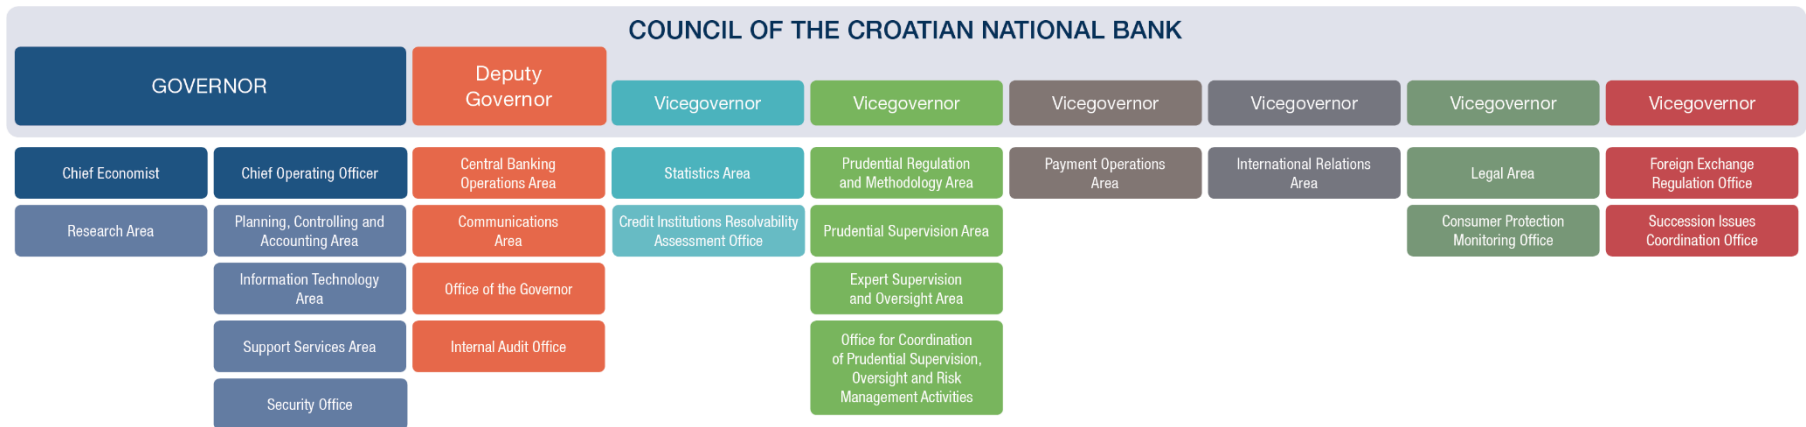 COUNCIL OF THE CROATIAN NATIONAL BANK
GOVERNOR
Deputy
Governor
Vicegovernor
Vicegovernor
Vicegovernor
Vicegovernor
Vicegovernor
Vicegovernor
Chief Economist
Research Area
Chief Operating Officer
Planning, Controlling and
Accounting Area
Information Technology
Area
Support Services Area
Security Office
Central Banking
Operations Area
Communications
Area
Office of the Governor
Internal Audit Office
Statistics Area
Credit Institutions Resolvability
Assessment Office
Prudential Regulation
and Methodology Area
Prudential Supervision Area
Expert Supervision
and Oversight Area
Office for Coordination
of Prudential Supervision,
Oversight and Risk
Management Activities
Payment Operations
Area
International Relations
Area
Legal Area
Consumer Protection
Monitoring Office
Foreign Exchange
Regulation Office
Succession Issues
Coordination Office